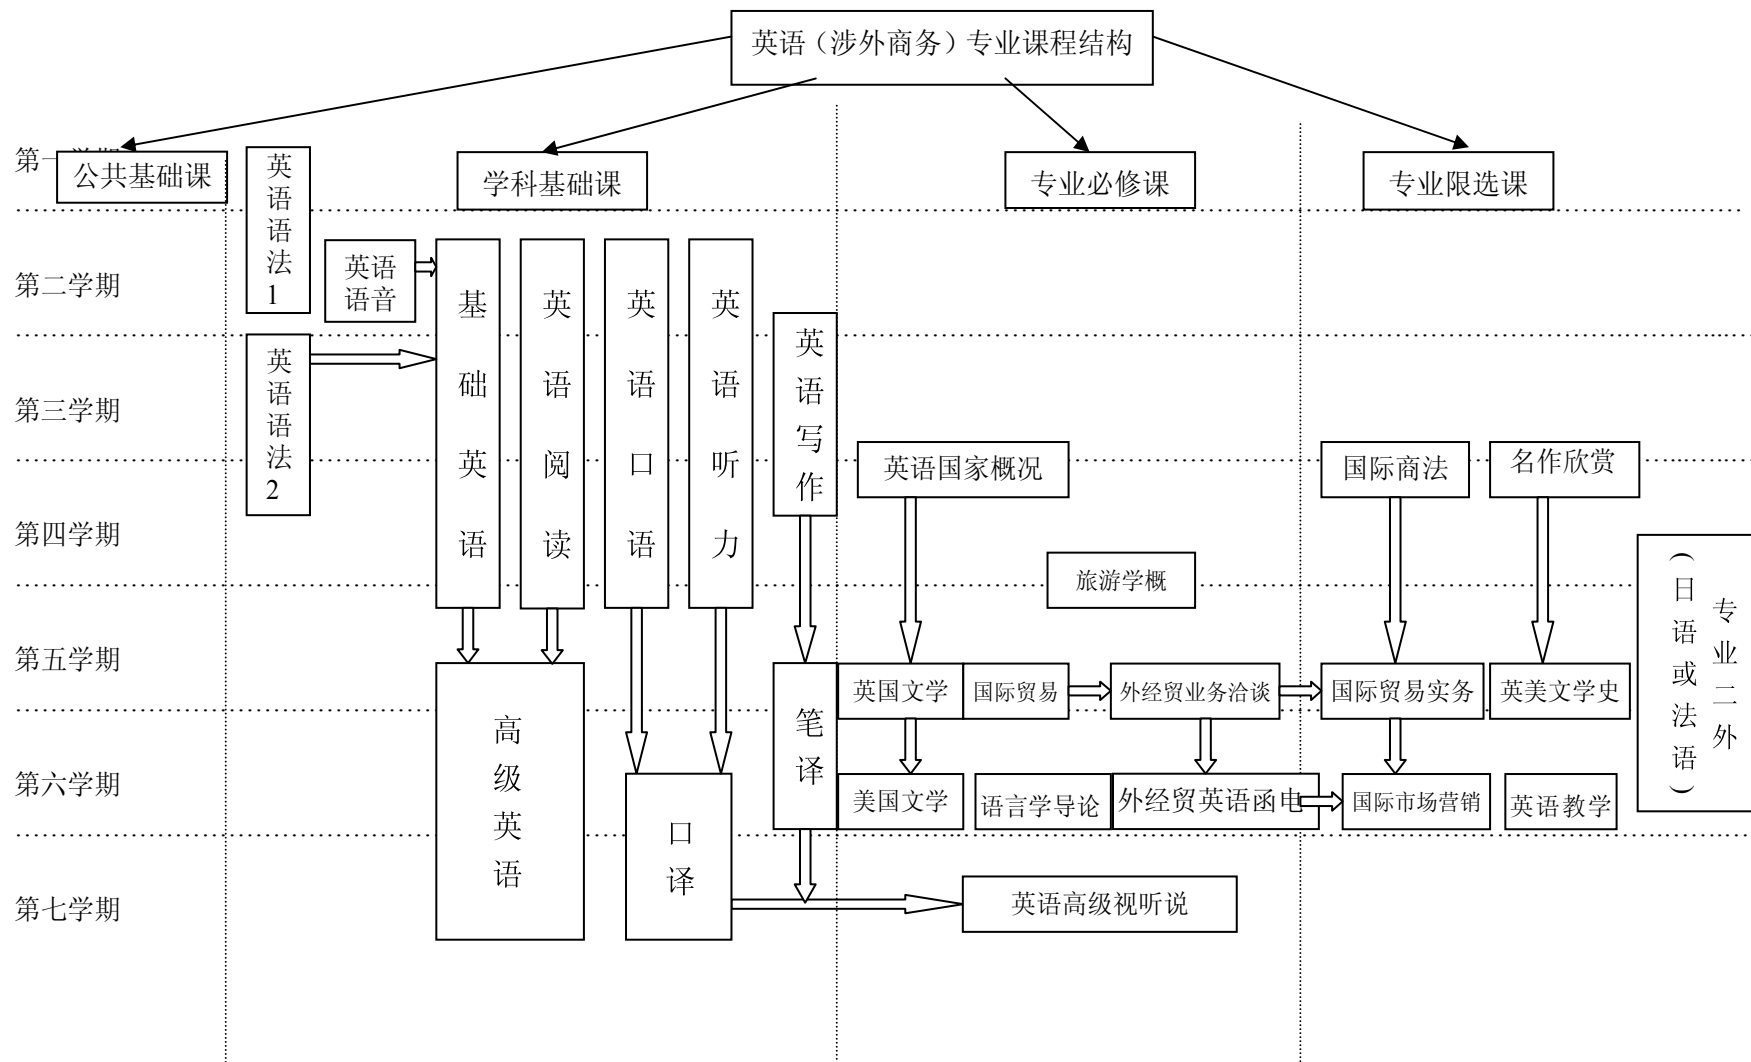 英语（涉外商务）专业课程结构
第一学期
公共基础课
英语语法1
学科基础课
专业必修课
专业限选课
第二学期
英语
语音
基础英语
英语阅读
英语口语
英语听力
英语写作
第三学期
英语语法2
英语国家概况
国际商法
名作欣赏
第四学期
旅游学概
专业二外
（日语或法语）
第五学期
高级英语
笔译
英国文学
国际贸易
外经贸业务洽谈
国际贸易实务
英美文学史
第六学期
口译
美国文学
语言学导论
外经贸英语函电
国际市场营销
英语教学
第七学期
英语高级视听说